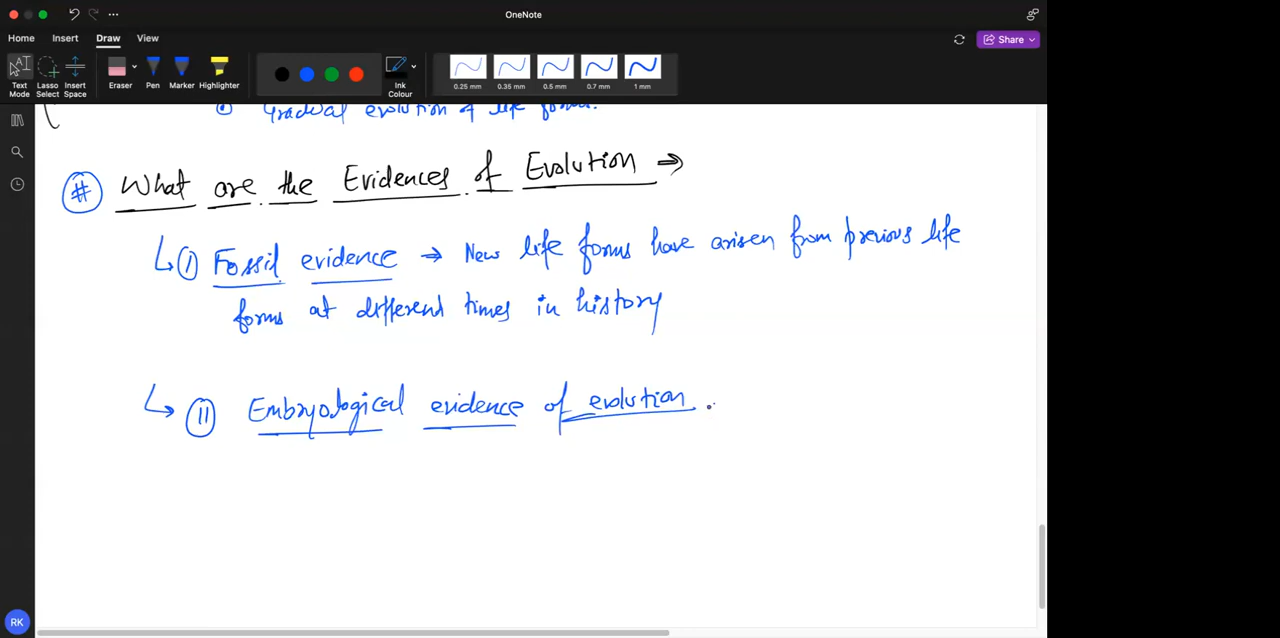 OneNote
Home Insert Draw View
Share
Text Mode
Lasso Select
Insert Space
Eraser
Pen
Marker
Highlighter
Ink Colour
0.25 mm
0.35 mm
0.5 mm
0.7 mm
1 mm
Gradual evolution of life forms.
# What are the Evidences of Evolution ⇒
↳ (I) Fossil evidence → New life forms have arisen from previous life
forms at different times in history
↳ (II) Embryological evidence of evolution
RK